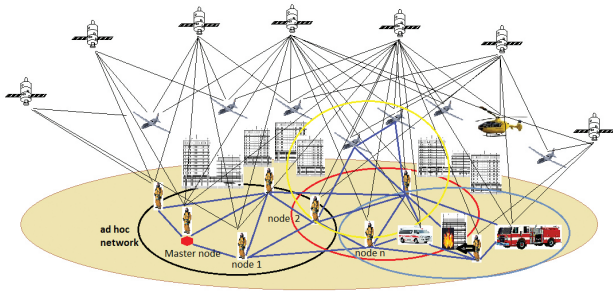 node 2
ad hoc
network
Master node
node 1
node n